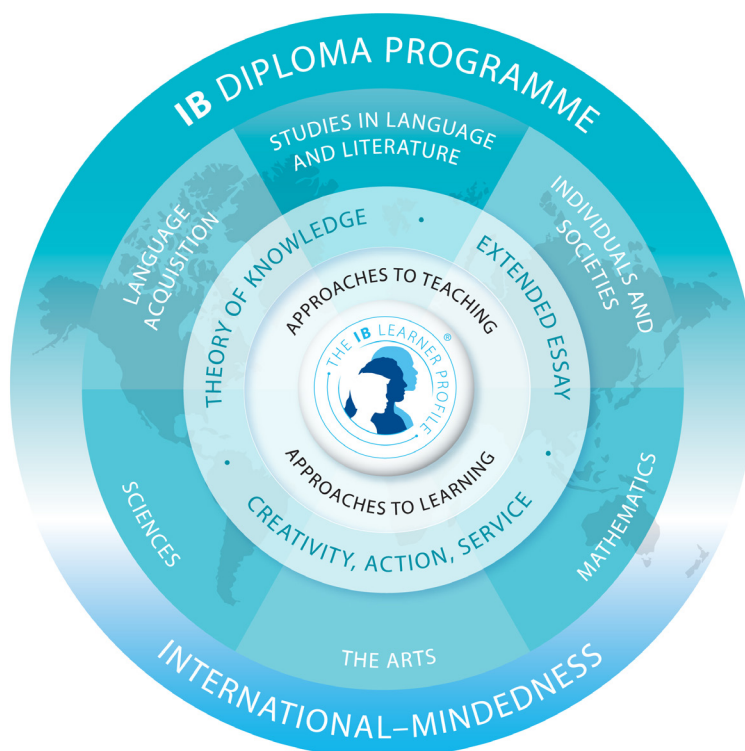 IB DIPLOMA PROGRAMME
STUDIES IN LANGUAGE
AND LITERATURE
LANGUAGE
ACQUISITION
INDIVIDUALS AND
SOCIETIES
THEORY OF KNOWLEDGE
EXTENDED ESSAY
APPROACHES TO TEACHING
THE IB LEARNER PROFILE ®
APPROACHES TO LEARNING
CREATIVITY, ACTION, SERVICE
SCIENCES
MATHEMATICS
THE ARTS
INTERNATIONAL–MINDEDNESS